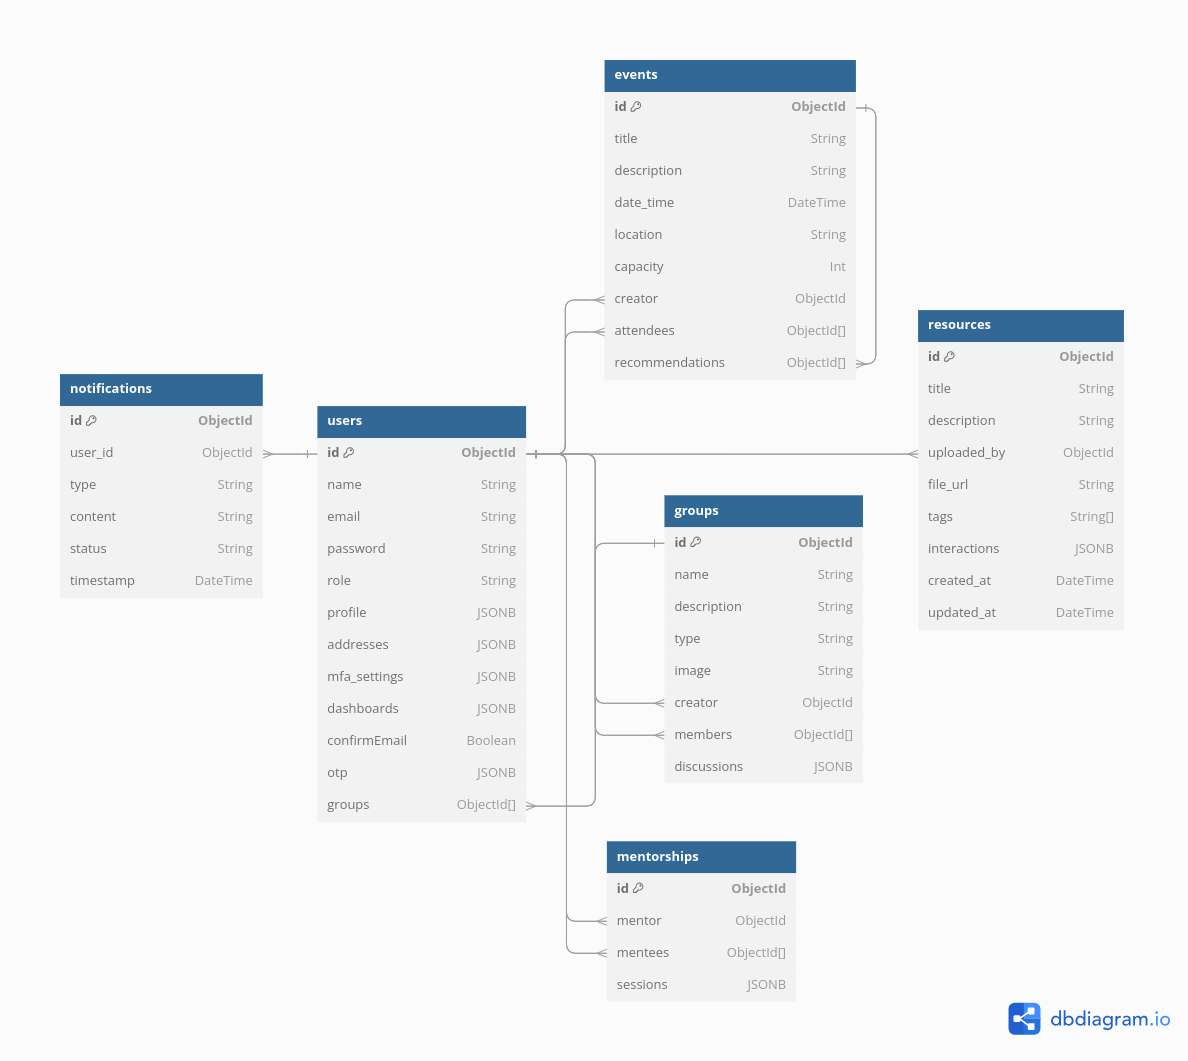 events
id ObjectId
title String
description String
date_time DateTime
location String
capacity Int
creator ObjectId
attendees ObjectId[]
recommendations ObjectId[]
resources
id ObjectId
title String
description String
uploaded_by ObjectId
file_url String
tags String[]
interactions JSONB
created_at DateTime
updated_at DateTime
notifications
id ObjectId
user_id ObjectId
type String
content String
status String
timestamp DateTime
users
id ObjectId
name String
email String
password String
role String
profile JSONB
addresses JSONB
mfa_settings JSONB
dashboards JSONB
confirmEmail Boolean
otp JSONB
groups ObjectId[]
groups
id ObjectId
name String
description String
type String
image String
creator ObjectId
members ObjectId[]
discussions JSONB
mentorships
id ObjectId
mentor ObjectId
mentees ObjectId[]
sessions JSONB
dbdiagram.io